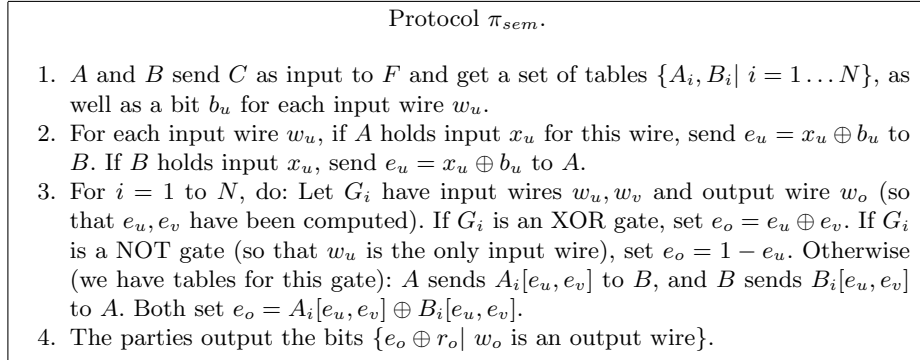 Protocol π_sem.
1. A and B send C as input to F and get a set of tables {A_i, B_i| i = 1 . . . N}, as
well as a bit b_u for each input wire w_u.
2. For each input wire w_u, if A holds input x_u for this wire, send e_u = x_u ⊕ b_u to
B. If B holds input x_u, send e_u = x_u ⊕ b_u to A.
3. For i = 1 to N, do: Let G_i have input wires w_u, w_v and output wire w_o (so
that e_u, e_v have been computed). If G_i is an XOR gate, set e_o = e_u ⊕ e_v. If G_i
is a NOT gate (so that w_u is the only input wire), set e_o = 1 − e_u. Otherwise
(we have tables for this gate): A sends A_i[e_u, e_v] to B, and B sends B_i[e_u, e_v]
to A. Both set e_o = A_i[e_u, e_v] ⊕ B_i[e_u, e_v].
4. The parties output the bits {e_o ⊕ r_o| w_o is an output wire}.